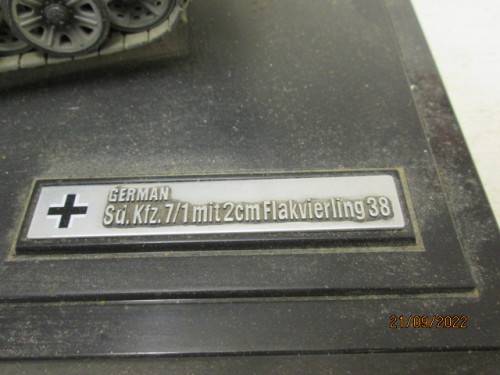 GERMAN
Sd. Kfz. 7/1 mit 2cm Flakvierling 38
21/09/2022